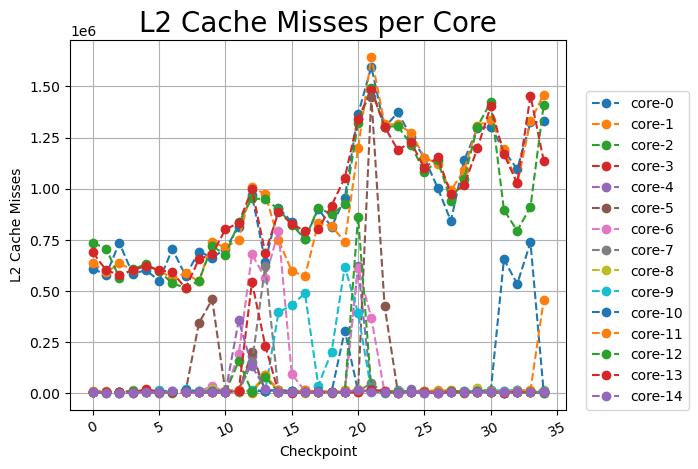 L2 Cache Misses per Core
1e6
1.50
1.25
1.00
0.75
0.50
0.25
0.00
L2 Cache Misses
0
5
10
15
20
25
30
35
Checkpoint
core-0
core-1
core-2
core-3
core-4
core-5
core-6
core-7
core-8
core-9
core-10
core-11
core-12
core-13
core-14